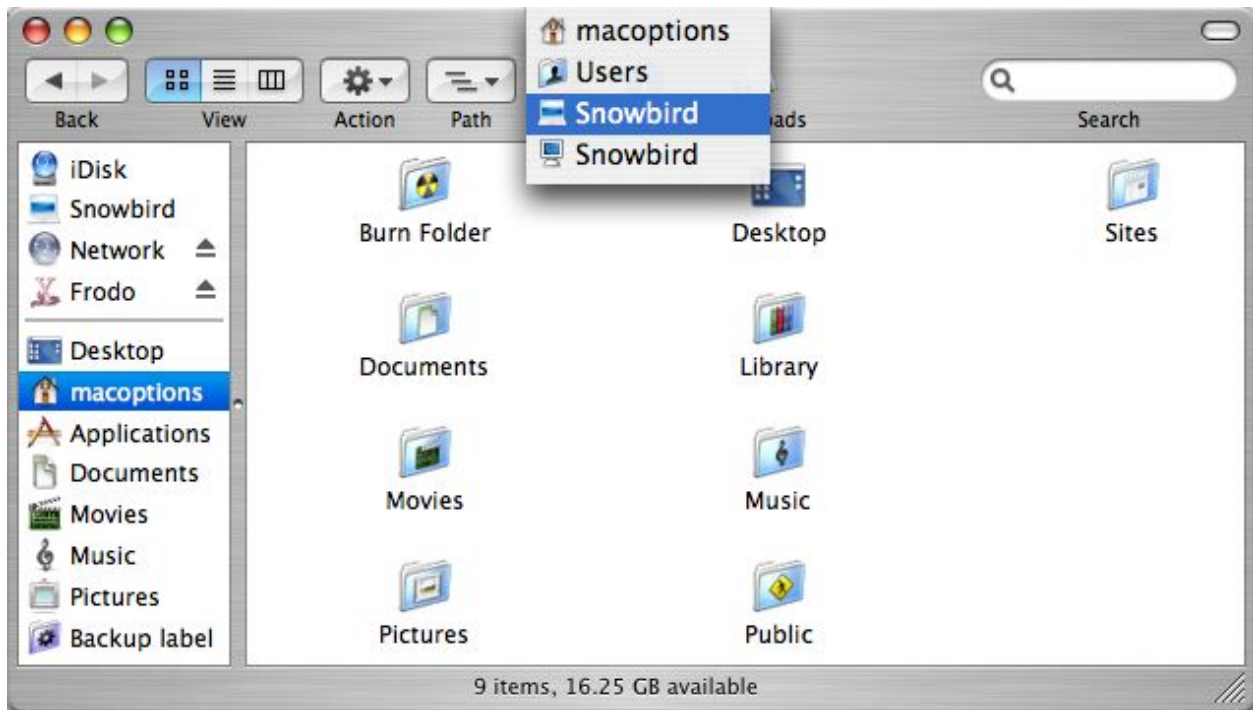 macoptions
Users
Snowbird
Snowbird
Back View Action Path Search
iDisk
Snowbird
Network
Frodo
Desktop
macoptions
Applications
Documents
Movies
Music
Pictures
Backup label
Burn Folder Desktop Sites
Documents Library
Movies Music
Pictures Public
9 items, 16.25 GB available